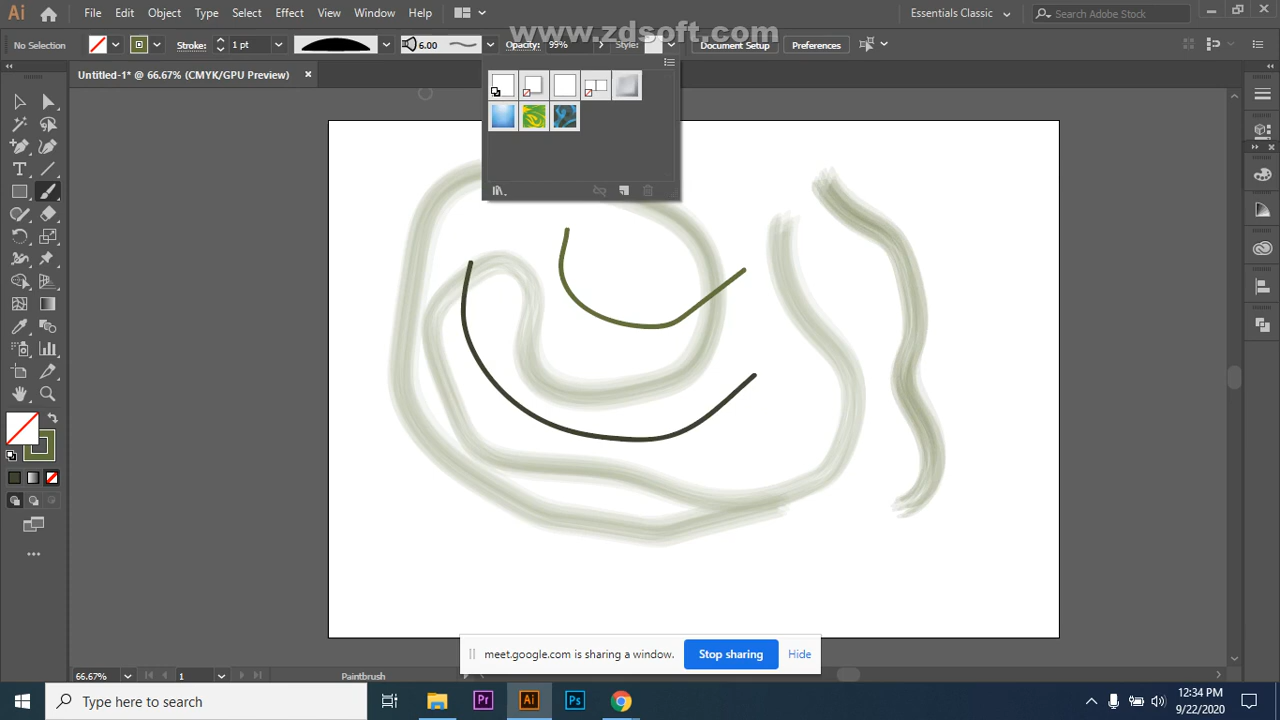 Ai File Edit Object Type Select Effect View Window Help Essentials Classic Search Adobe Stock
www.zdsoft.com
No Selection Stroke: 1 pt 6.00 Opacity: 99% Style: Document Setup Preferences
Untitled-1* @ 66.67% (CMYK/GPU Preview)
meet.google.com is sharing a window. Stop sharing Hide
66.67% 1 Paintbrush
Type here to search Pr Ai Ps 12:34 PM
9/22/2020